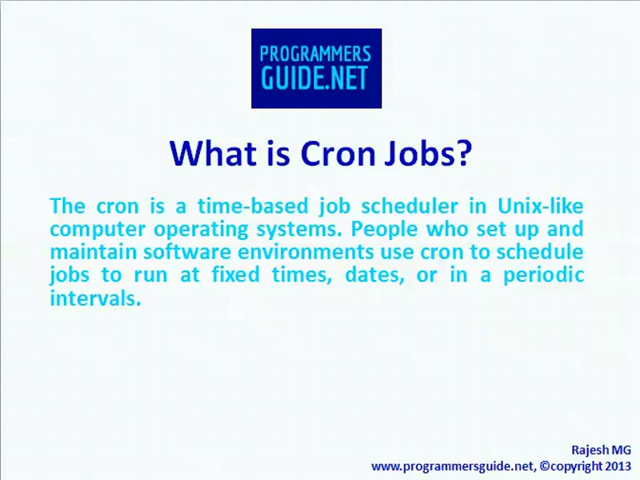 PROGRAMMERS
GUIDE.NET
What is Cron Jobs?
The cron is a time-based job scheduler in Unix-like
computer operating systems. People who set up and
maintain software environments use cron to schedule
jobs to run at fixed times, dates, or in a periodic
intervals.
Rajesh MG
www.programmersguide.net, ©copyright 2013